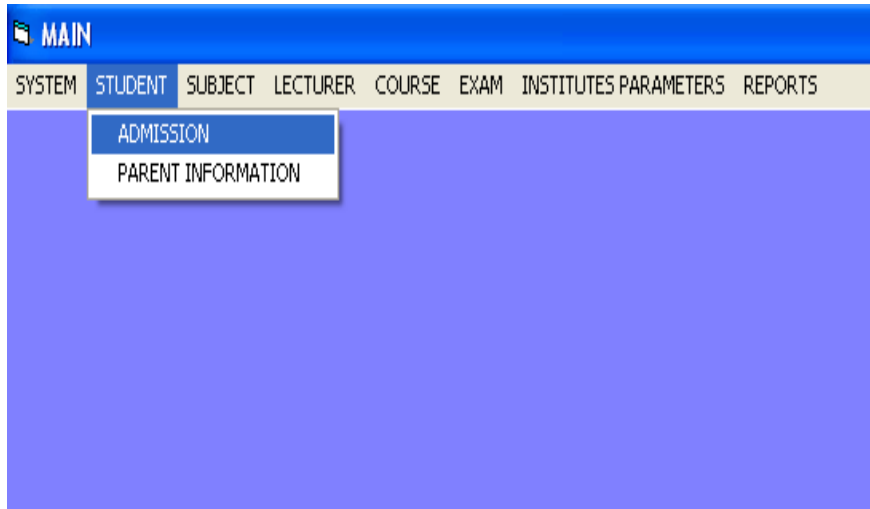 MAIN
SYSTEM STUDENT SUBJECT LECTURER COURSE EXAM INSTITUTES PARAMETERS REPORTS
ADMISSION
PARENT INFORMATION